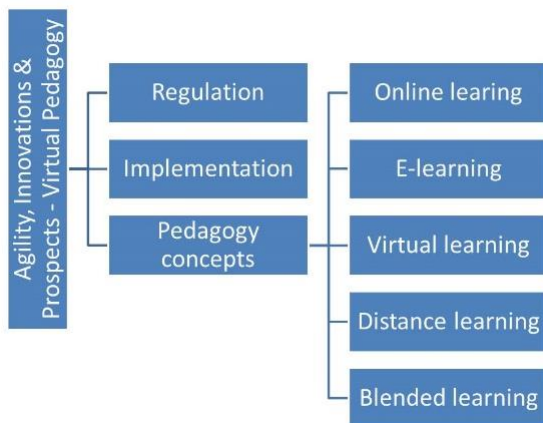 Agility, Innovations &
Prospects - Virtual Pedagogy
Regulation
Implementation
Pedagogy
concepts
Online learing
E-learning
Virtual learning
Distance learning
Blended learning